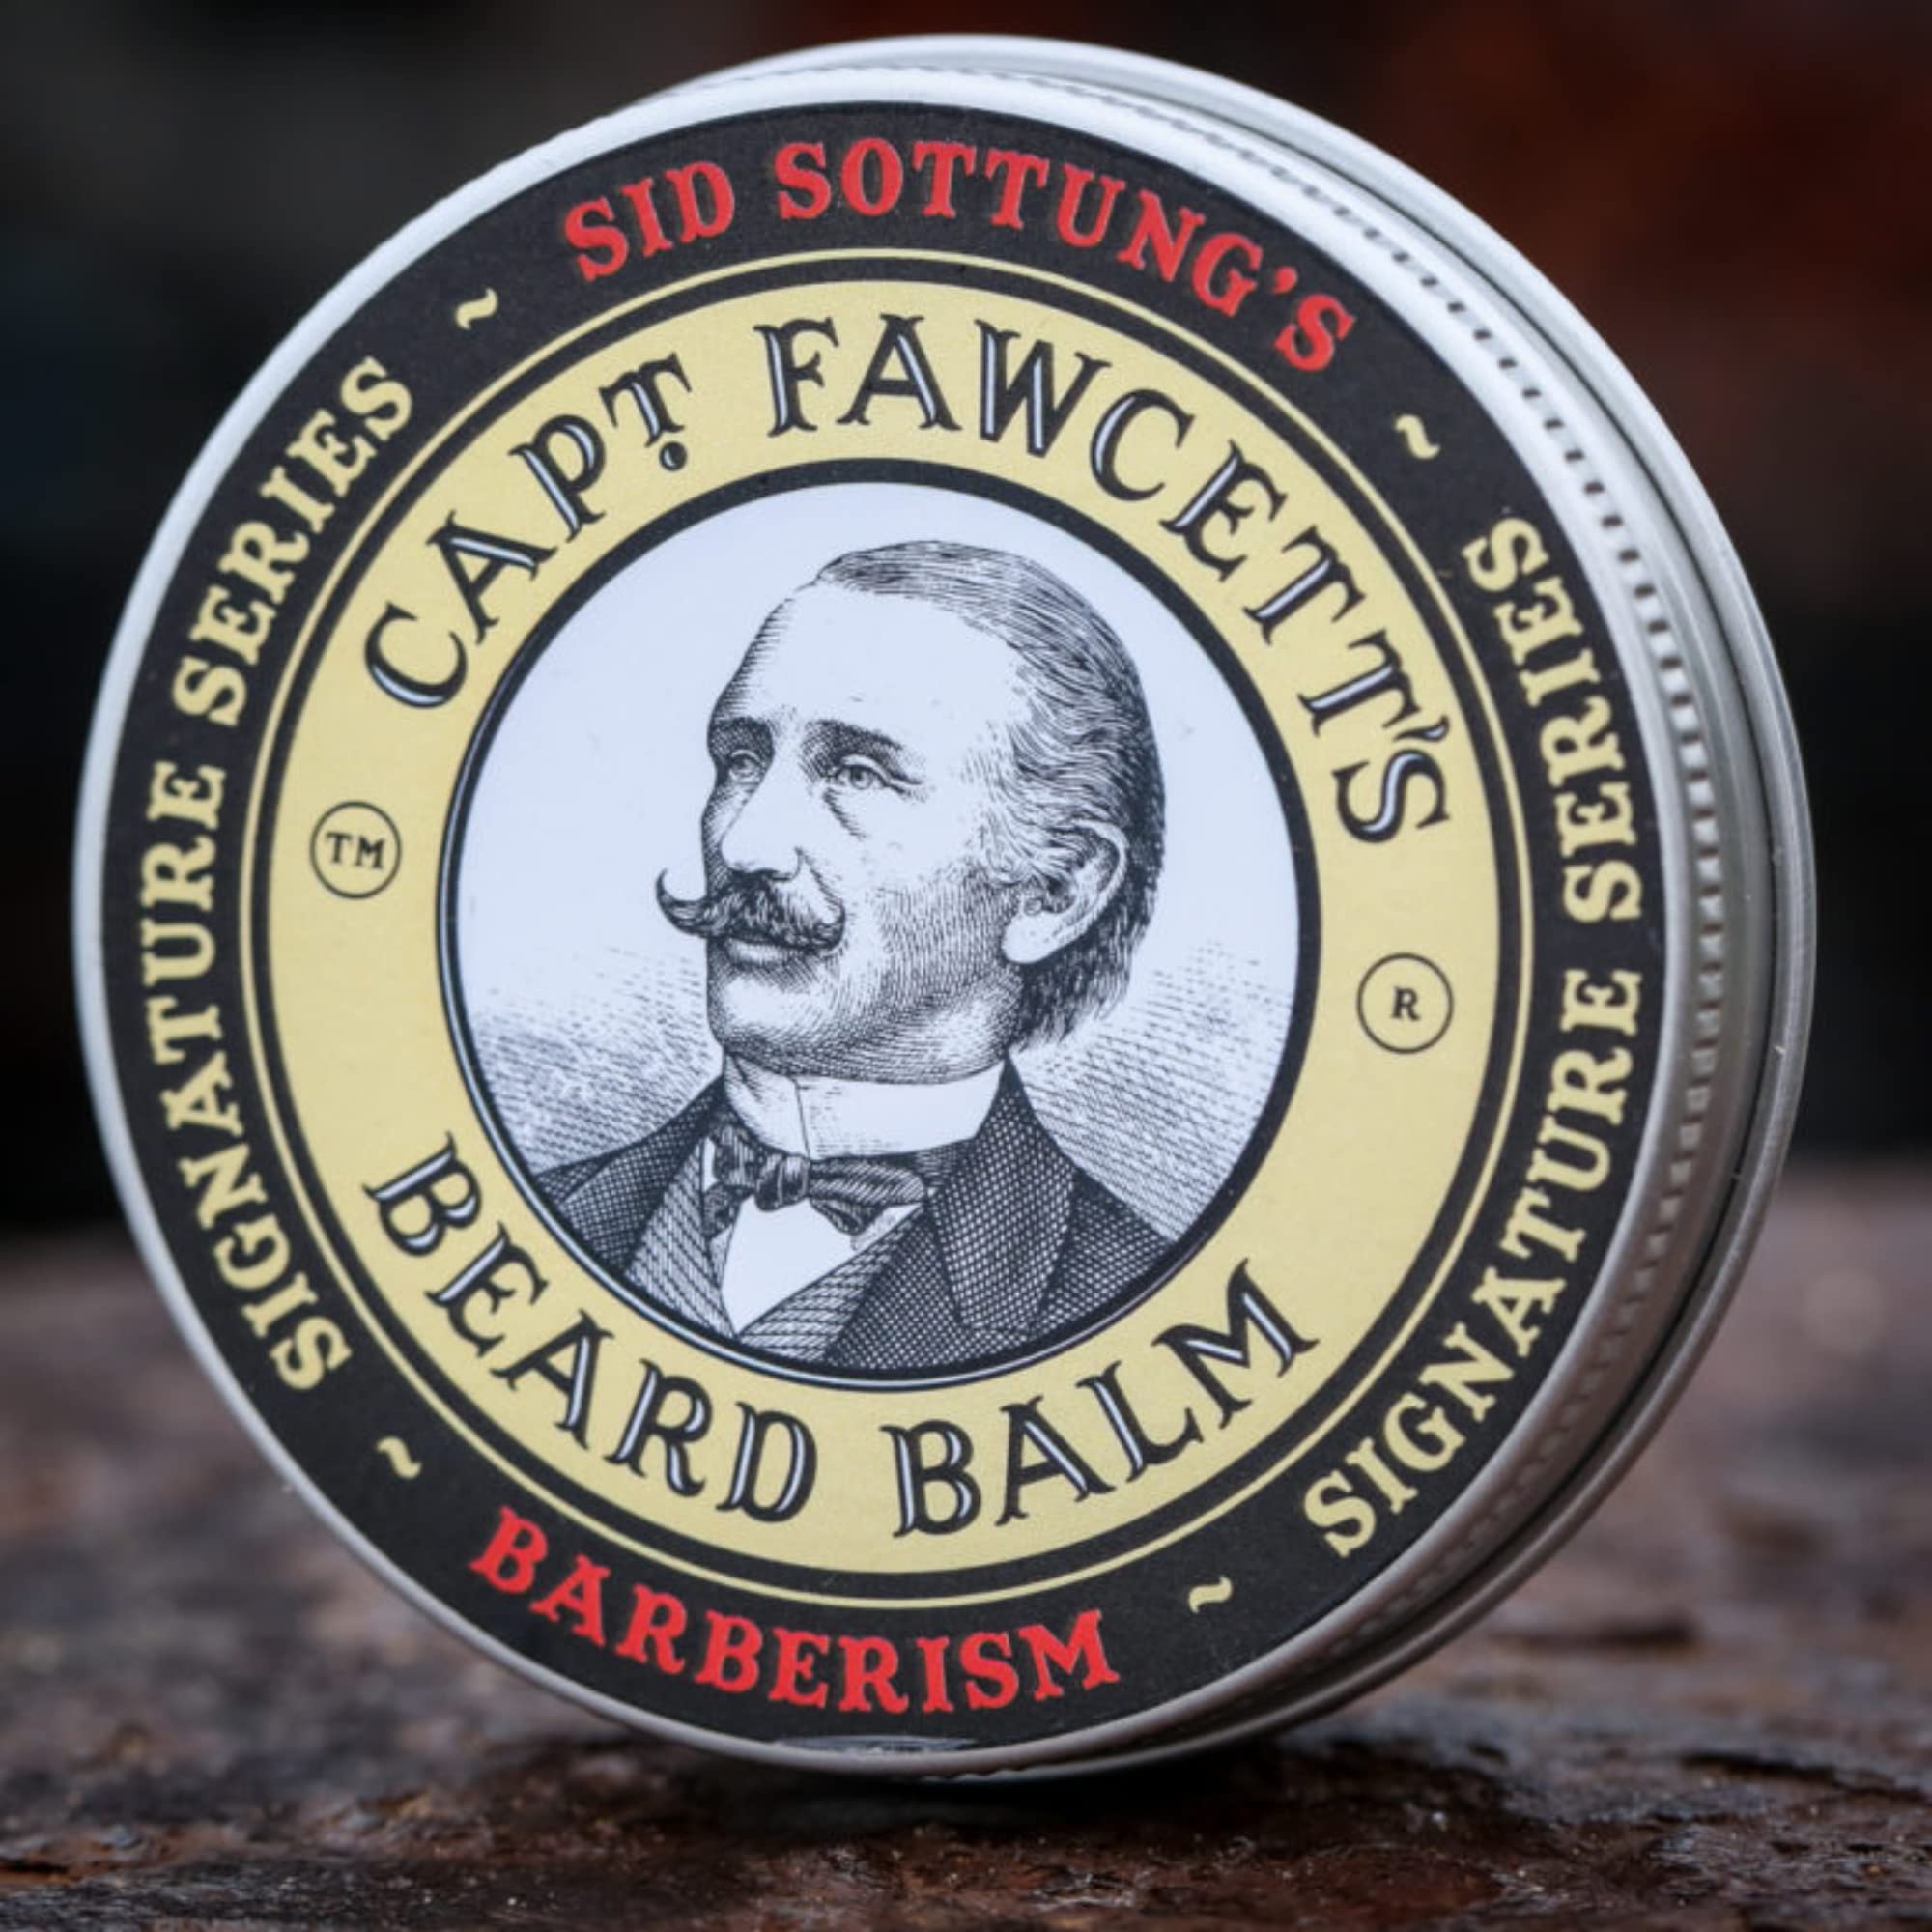 SID SOTTUNG'S
~ SIGNATURE SERIES ~
BARBERISM
~ SIGNATURE SERIES ~
CAPT. FAWCETT'S
TM
R
BEARD BALM